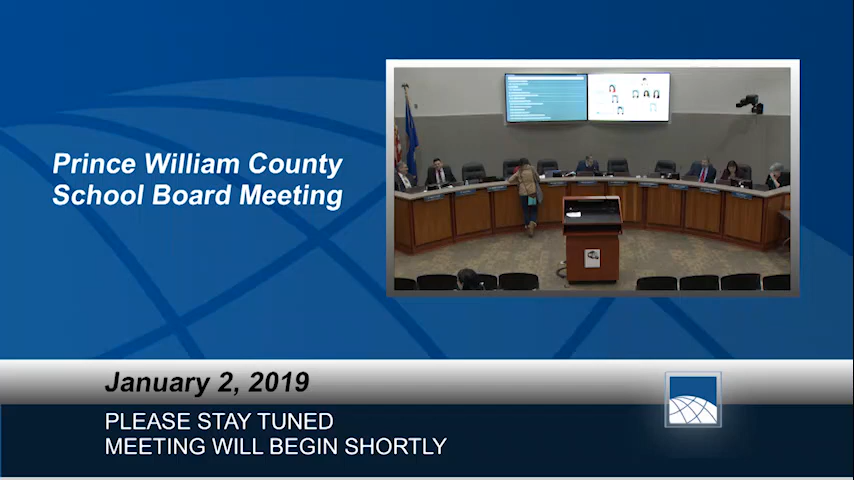 Prince William County
School Board Meeting
January 2, 2019
PLEASE STAY TUNED
MEETING WILL BEGIN SHORTLY